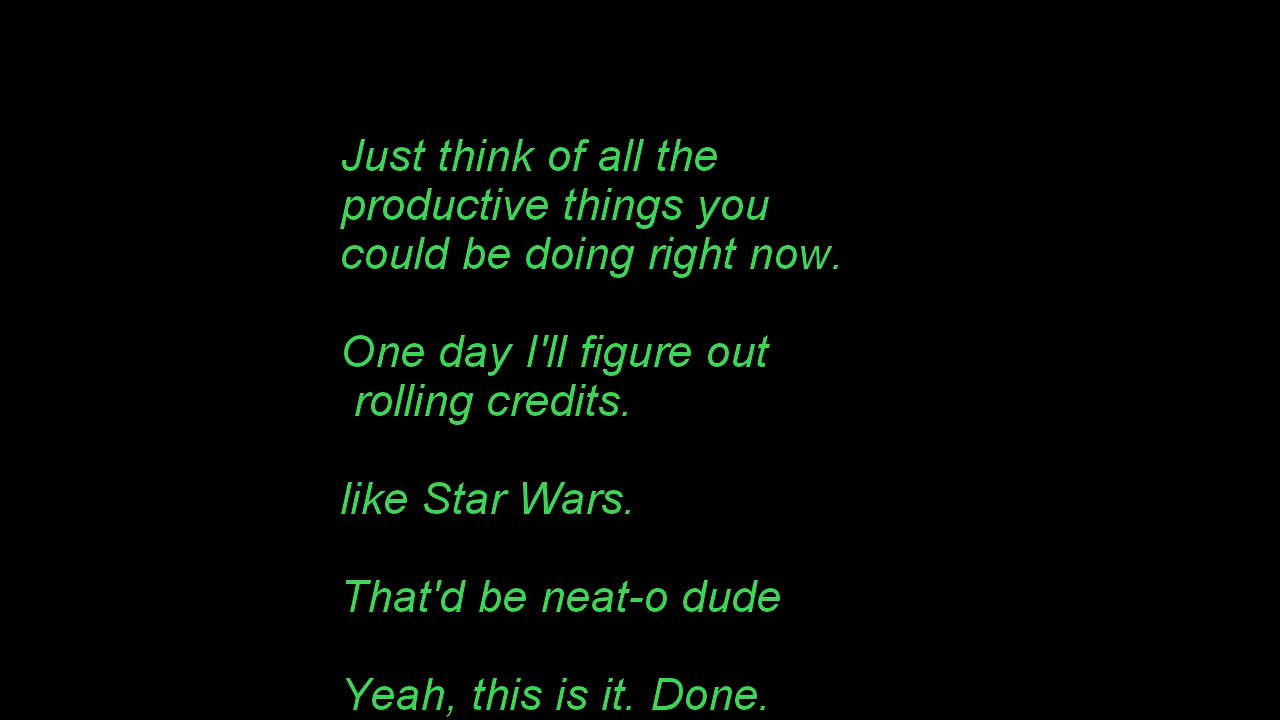 Just think of all the
productive things you
could be doing right now.
One day I'll figure out
rolling credits.
like Star Wars.
That'd be neat-o dude
Yeah, this is it. Done.